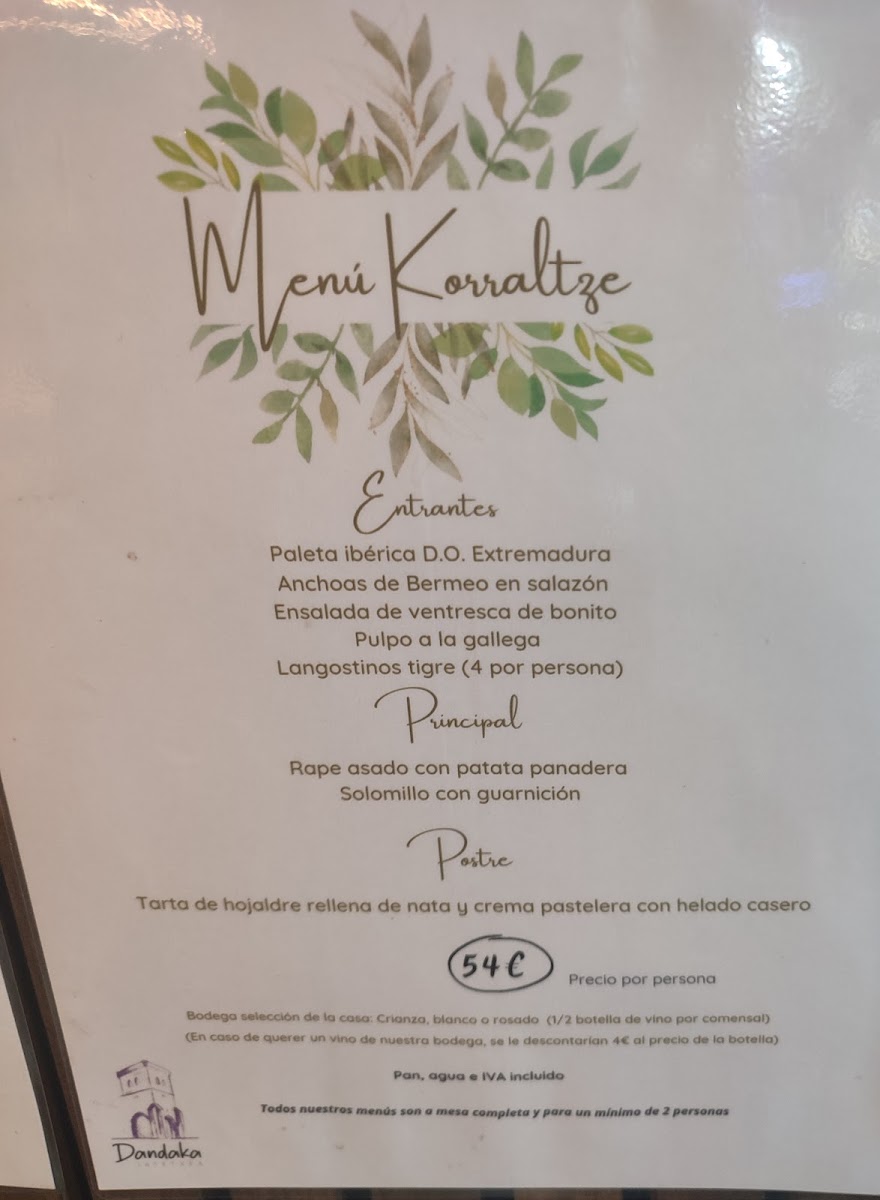 Menú Korraltze
Entrantes
Paleta ibérica D.O. Extremadura
Anchoas de Bermeo en salazón
Ensalada de ventresca de bonito
Pulpo a la gallega
Langostinos tigre (4 por persona)
Principal
Rape asado con patata panadera
Solomillo con guarnición
Postre
Tarta de hojaldre rellena de nata y crema pastelera con helado casero
54€ Precio por persona
Bodega selección de la casa: Crianza, blanco o rosado (1/2 botella de vino por comensal)
(En caso de querer un vino de nuestra bodega, se le descontarían 4€ al precio de la botella)
Pan, agua e IVA incluido
Todos nuestros menús son a mesa completa y para un mínimo de 2 personas
Dandaka